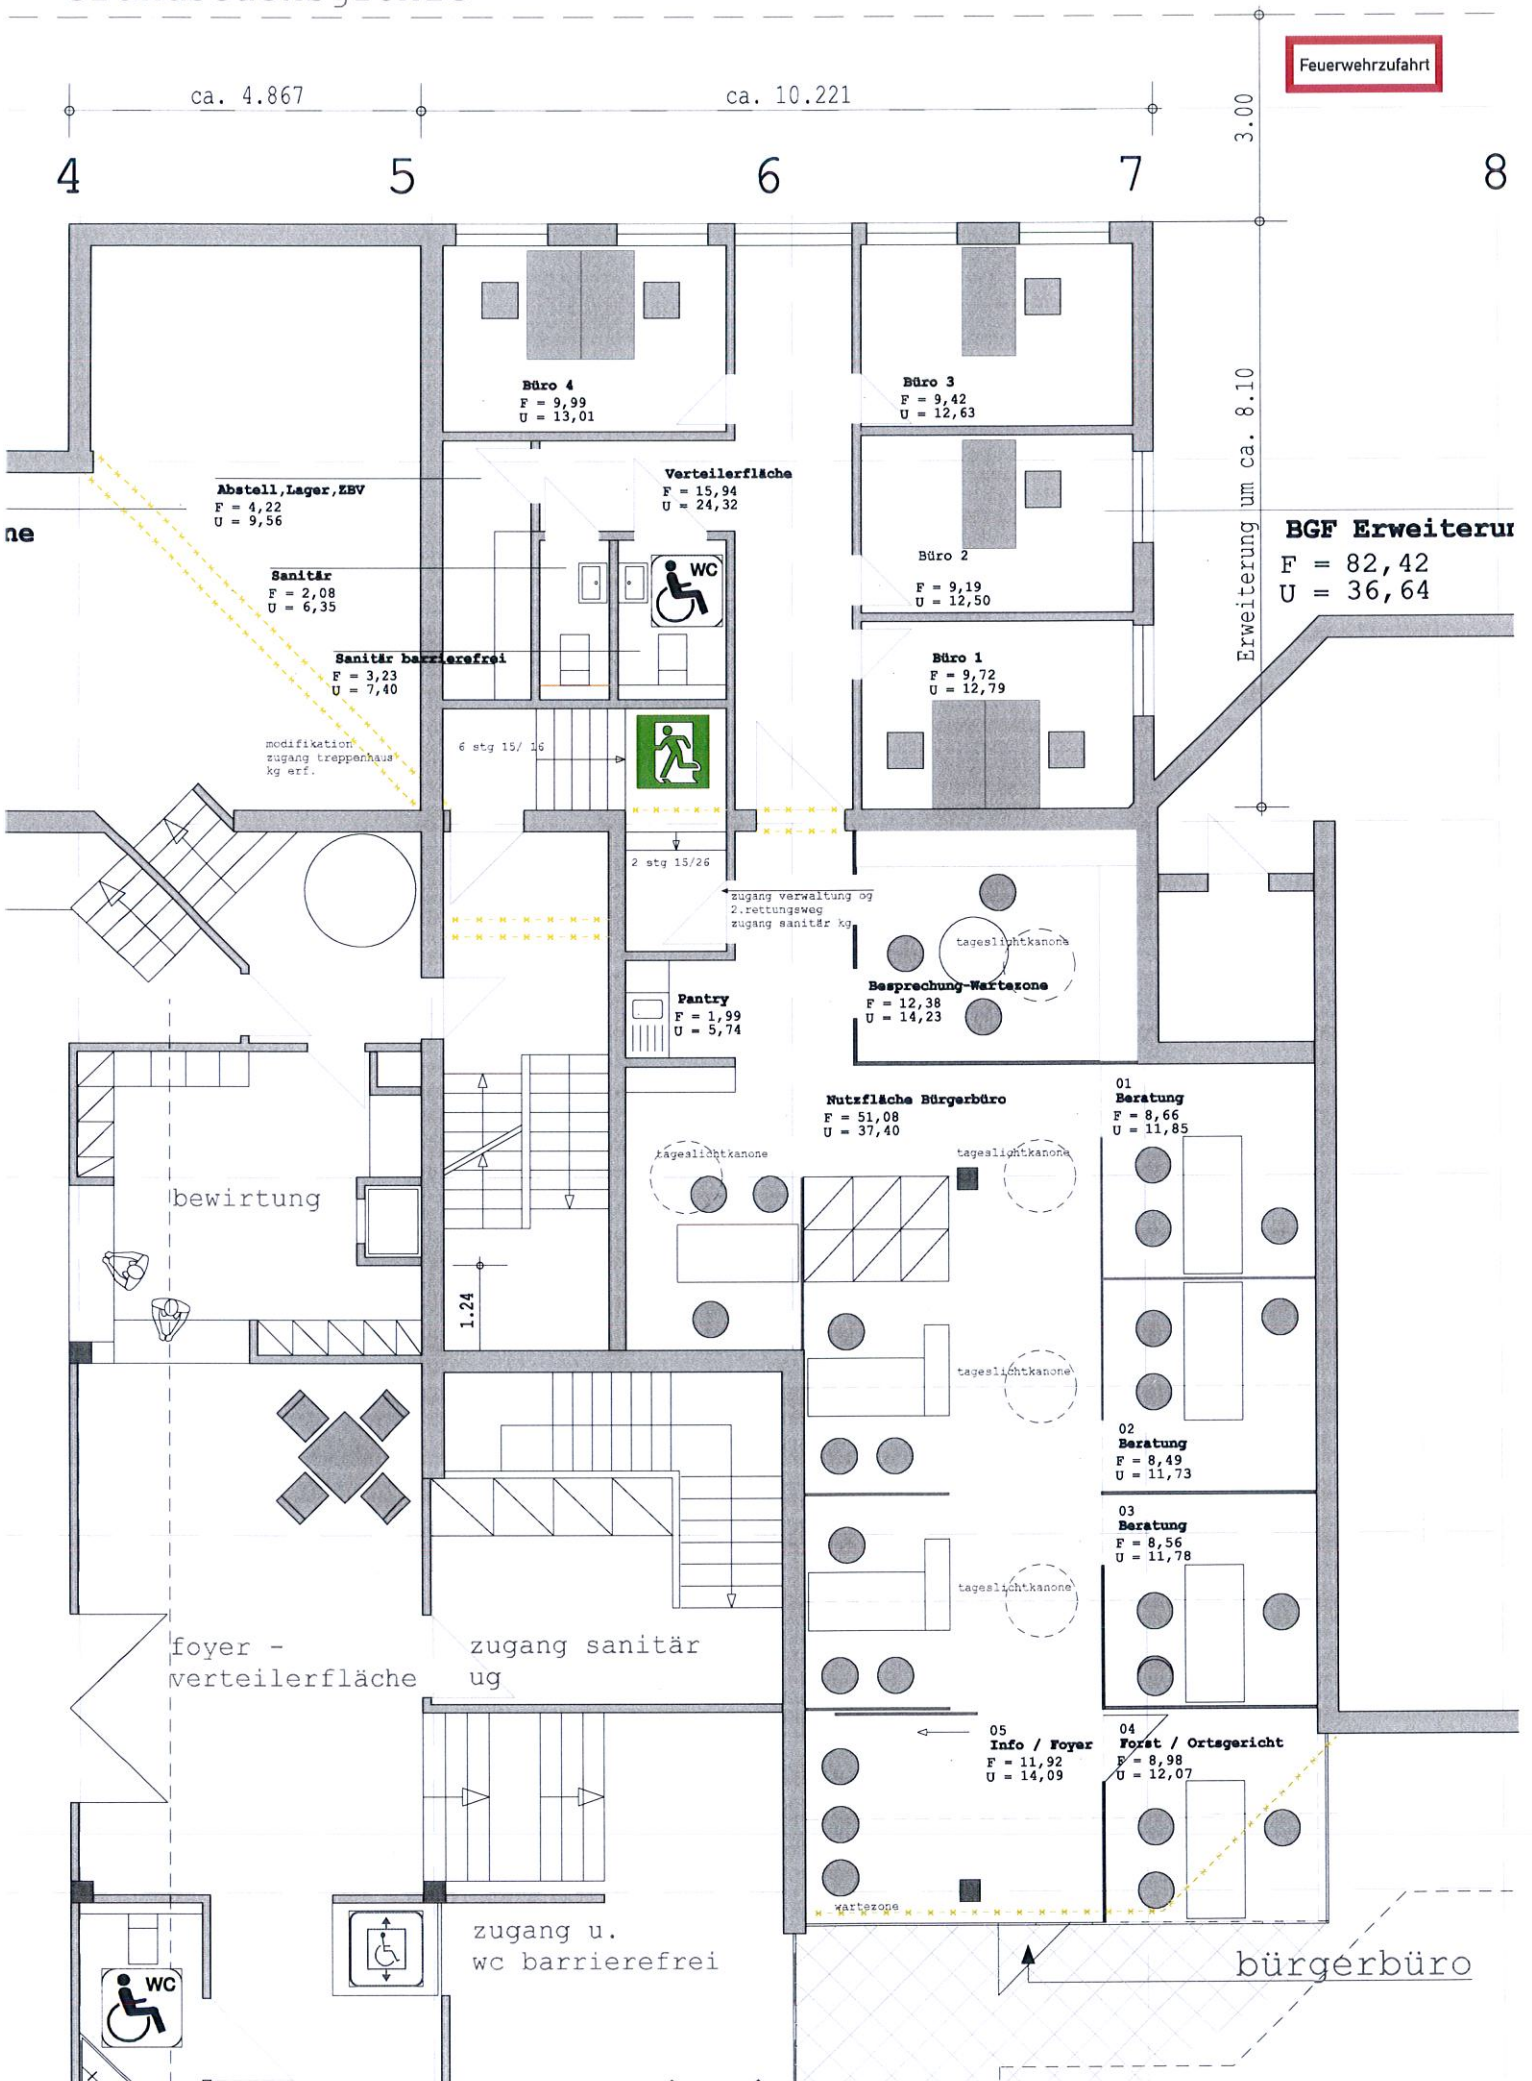 Feuerwehrzufahrt
ca. 4.867
ca. 10.221
3.00
4
5
6
7
8
Büro 4
F = 9,99
U = 13,01
Büro 3
F = 9,42
U = 12,63
Erweiterung um ca. 8.10
Abstell,Lager,ZBV
F = 4,22
U = 9,56
Verteilerfläche
F = 15,94
U = 24,32
BGF Erweiterun
F = 82,42
U = 36,64
ne
Büro 2
F = 9,19
U = 12,50
Sanitär
F = 2,08
U = 6,35
WC
Sanitär barrierefrei
F = 3,23
U = 7,40
Büro 1
F = 9,72
U = 12,79
modifikation
zugang treppenhaus
kg erf.
6 stg 15/ 16
2 stg 15/26
zugang verwaltung og
2.rettungsweg
zugang sanitär kg
tageslichtkanone
Besprechung-Wartezone
F = 12,38
U = 14,23
Pantry
F = 1,99
U = 5,74
Nutzfläche Bürgerbüro
F = 51,08
U = 37,40
01
Beratung
F = 8,66
U = 11,85
tageslichtkanone
tageslichtkanone
bewirtung
1.24
tageslichtkanone
02
Beratung
F = 8,49
U = 11,73
03
Beratung
F = 8,56
U = 11,78
tageslichtkanone
foyer -
verteilerfläche
zugang sanitär
ug
05
Info / Foyer
F = 11,92
U = 14,09
04
Forst / Ortsgericht
F = 8,98
U = 12,07
wartezone
zugang u.
wc barrierefrei
bürgerbüro
WC